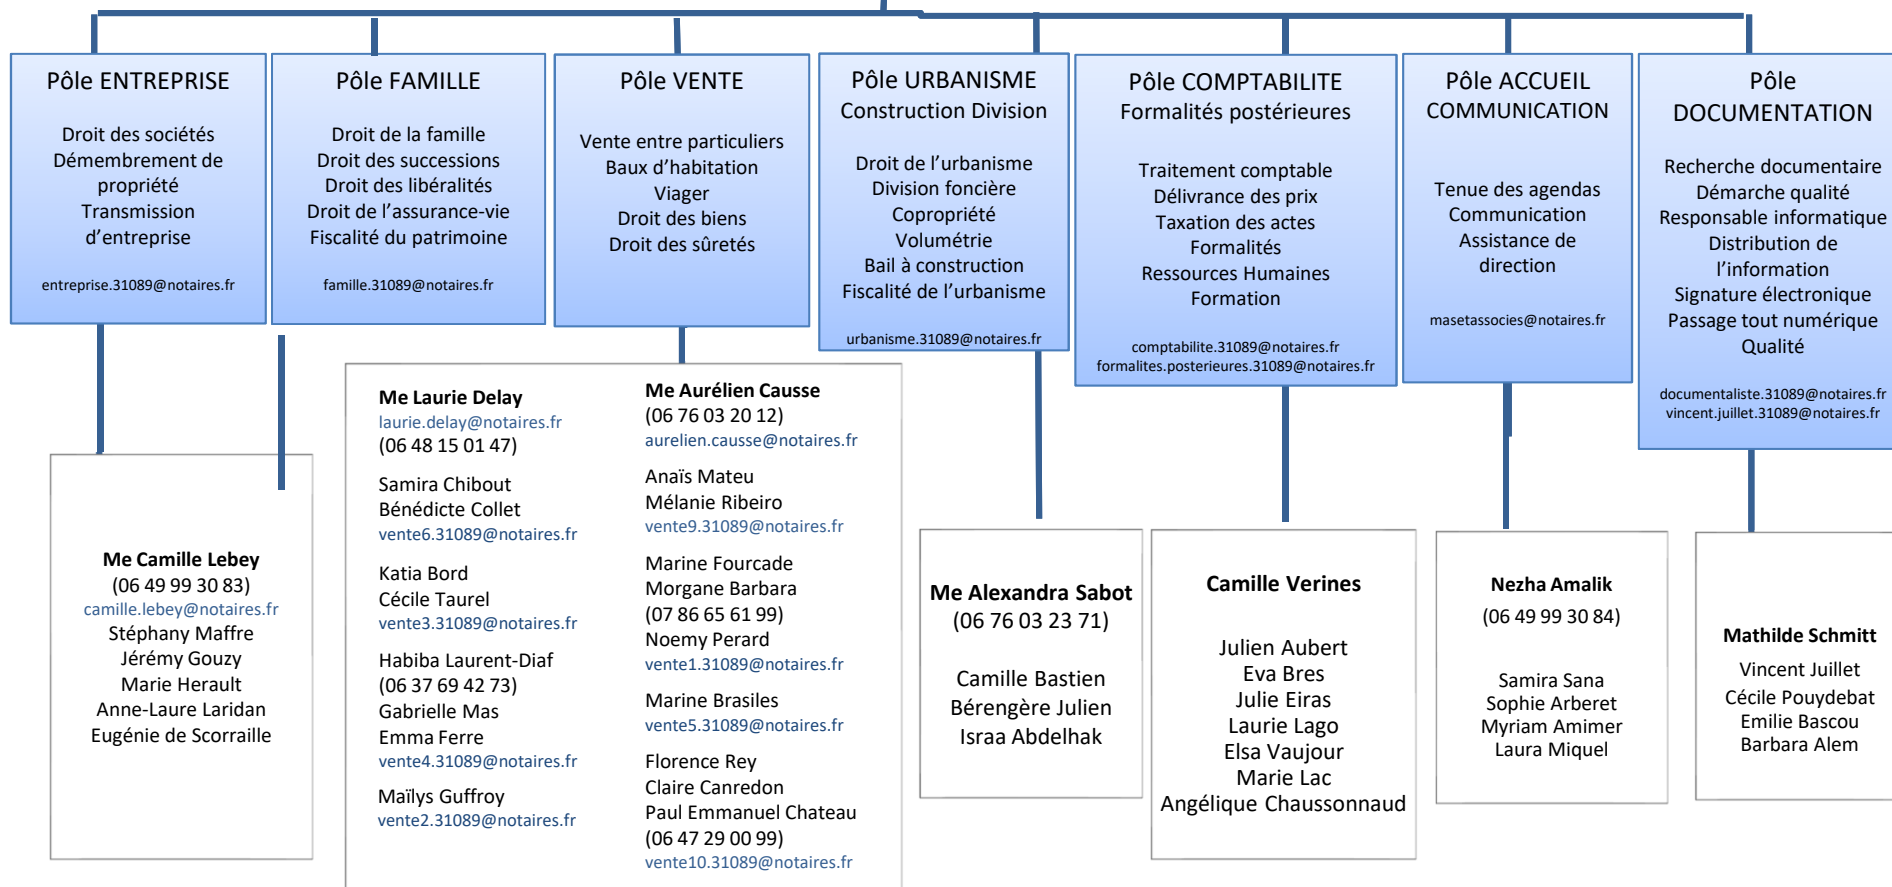 Pôle ENTREPRISE
Droit des sociétés
Démembrement de
propriété
Transmission
d’entreprise
entreprise.31089@notaires.fr
Pôle FAMILLE
Droit de la famille
Droit des successions
Droit des libéralités
Droit de l’assurance-vie
Fiscalité du patrimoine
famille.31089@notaires.fr
Pôle VENTE
Vente entre particuliers
Baux d’habitation
Viager
Droit des biens
Droit des sûretés
Pôle URBANISME
Construction Division
Droit de l’urbanisme
Division foncière
Copropriété
Volumétrie
Bail à construction
Fiscalité de l’urbanisme
urbanisme.31089@notaires.fr
Pôle COMPTABILITE
Formalités postérieures
Traitement comptable
Délivrance des prix
Taxation des actes
Formalités
Ressources Humaines
Formation
comptabilite.31089@notaires.fr
formalites.posterieures.31089@notaires.fr
Pôle ACCUEIL
COMMUNICATION
Tenue des agendas
Communication
Assistance de
direction
masetassocies@notaires.fr
Pôle
DOCUMENTATION
Recherche documentaire
Démarche qualité
Responsable informatique
Distribution de
l’information
Signature électronique
Passage tout numérique
Qualité
documentaliste.31089@notaires.fr
vincent.juillet.31089@notaires.fr
Me Camille Lebey
(06 49 99 30 83)
camille.lebey@notaires.fr
Stéphany Maffre
Jérémy Gouzy
Marie Herault
Anne-Laure Laridan
Eugénie de Scorraille
Me Laurie Delay
laurie.delay@notaires.fr
(06 48 15 01 47)
Samira Chibout
Bénédicte Collet
vente6.31089@notaires.fr
Katia Bord
Cécile Taurel
vente3.31089@notaires.fr
Habiba Laurent-Diaf
(06 37 69 42 73)
Gabrielle Mas
Emma Ferre
vente4.31089@notaires.fr
Maïlys Guffroy
vente2.31089@notaires.fr
Me Aurélien Causse
(06 76 03 20 12)
aurelien.causse@notaires.fr
Anaïs Mateu
Mélanie Ribeiro
vente9.31089@notaires.fr
Marine Fourcade
Morgane Barbara
(07 86 65 61 99)
Noemy Perard
vente1.31089@notaires.fr
Marine Brasiles
vente5.31089@notaires.fr
Florence Rey
Claire Canredon
Paul Emmanuel Chateau
(06 47 29 00 99)
vente10.31089@notaires.fr
Me Alexandra Sabot
(06 76 03 23 71)
Camille Bastien
Bérengère Julien
Israa Abdelhak
Camille Verines
Julien Aubert
Eva Bres
Julie Eiras
Laurie Lago
Elsa Vaujour
Marie Lac
Angélique Chaussonnaud
Nezha Amalik
(06 49 99 30 84)
Samira Sana
Sophie Arberet
Myriam Amimer
Laura Miquel
Mathilde Schmitt
Vincent Juillet
Cécile Pouydebat
Emilie Bascou
Barbara Alem